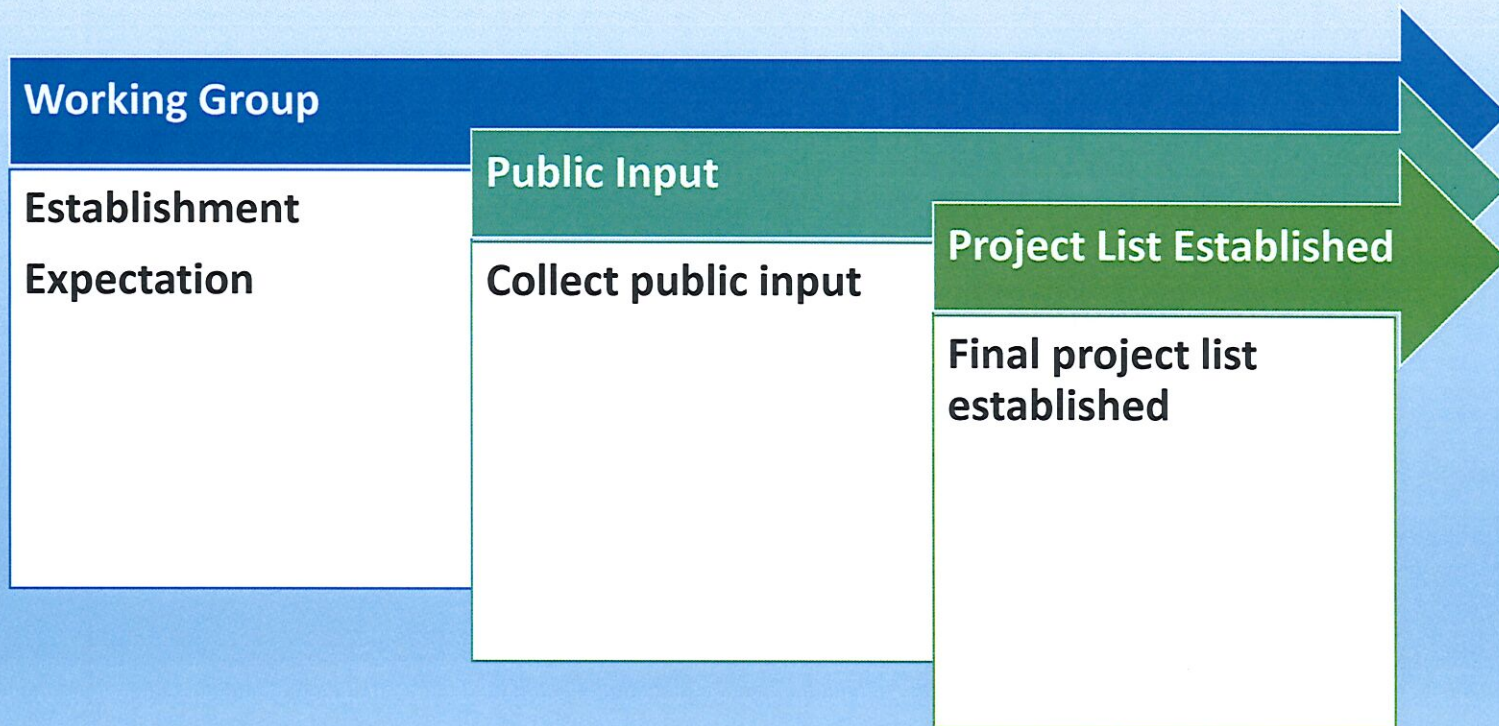 Working Group
Establishment
Expectation
Public Input
Collect public input
Project List Established
Final project list
established